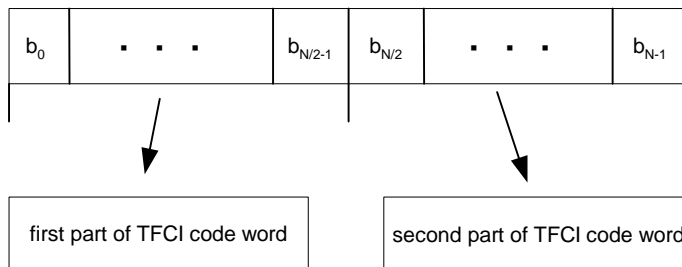 b0 . . . bN/2-1 bN/2 . . . bN-1
first part of TFCI code word second part of TFCI code word